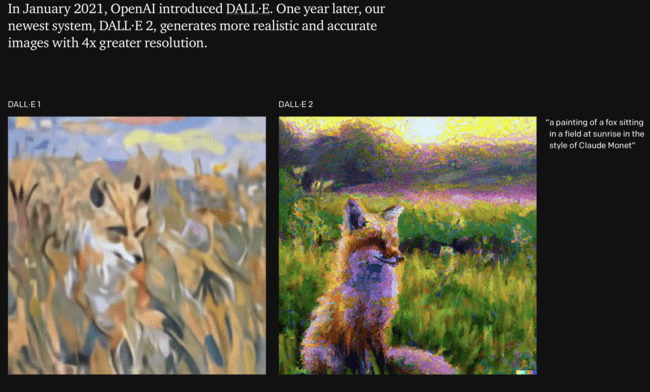 In January 2021, OpenAI introduced DALL·E. One year later, our
newest system, DALL·E 2, generates more realistic and accurate
images with 4x greater resolution.
DALL·E 1
DALL·E 2
"a painting of a fox sitting
in a field at sunrise in the
style of Claude Monet"